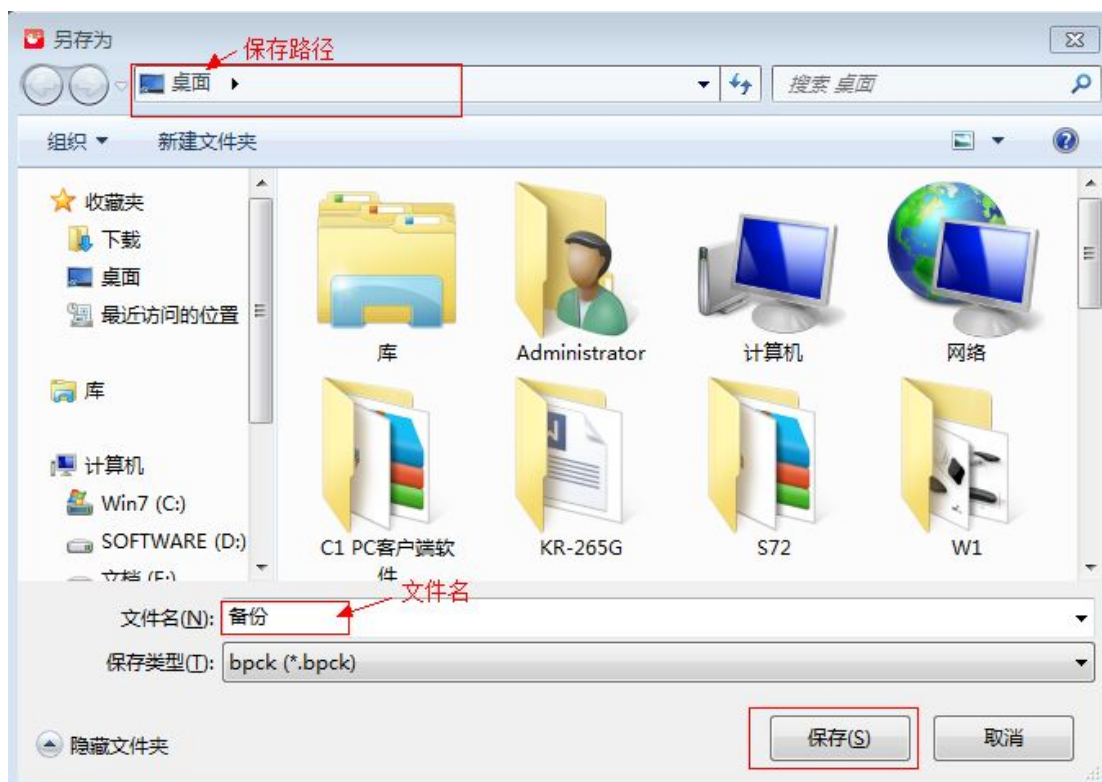 另存为
保存路径
桌面
搜索 桌面
组织
新建文件夹
收藏夹
下载
桌面
最近访问的位置
库
计算机
Win7 (C:)
SOFTWARE (D:)
文档 (E:)
库
Administrator
计算机
网络
C1 PC客户端软
件
KR-265G
S72
W1
文件名
文件名(N): 备份
保存类型(T): bpck (*.bpck)
隐藏文件夹
保存(S)
取消